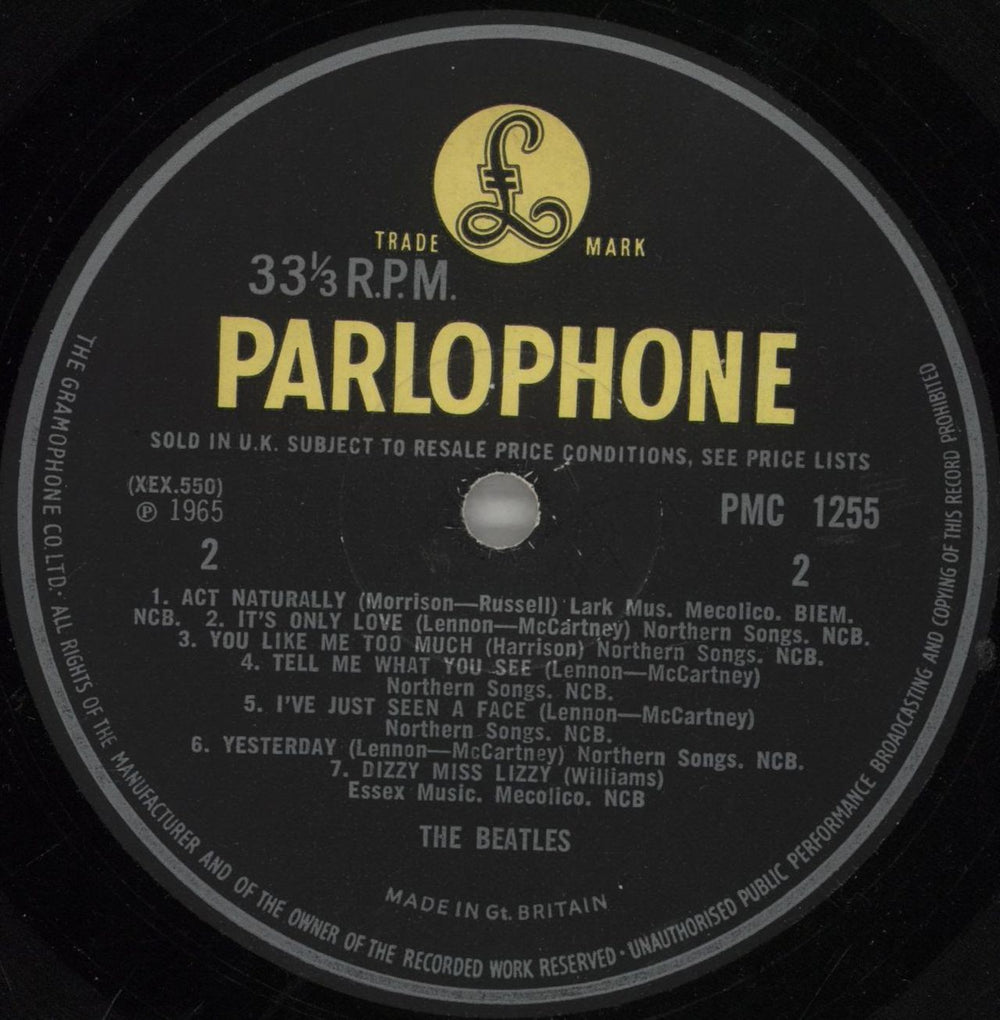 £
TRADE MARK
33⅓ R.P.M.
PARLOPHONE
SOLD IN U.K. SUBJECT TO RESALE PRICE CONDITIONS, SEE PRICE LISTS
(XEX.550)
℗ 1965
PMC 1255
2
2
1. ACT NATURALLY (Morrison—Russell) Lark Mus. Mecolico. BIEM.
NCB. 2. IT'S ONLY LOVE (Lennon—McCartney) Northern Songs. NCB.
3. YOU LIKE ME TOO MUCH (Harrison) Northern Songs. NCB.
4. TELL ME WHAT YOU SEE (Lennon—McCartney)
Northern Songs. NCB.
5. I'VE JUST SEEN A FACE (Lennon—McCartney)
Northern Songs. NCB.
6. YESTERDAY (Lennon—McCartney) Northern Songs. NCB.
7. DIZZY MISS LIZZY (Williams)
Essex Music. Mecolico. NCB
THE BEATLES
MADE IN Gt. BRITAIN
THE GRAMOPHONE CO. LTD. · ALL RIGHTS OF THE MANUFACTURER AND OF THE OWNER OF THE RECORDED WORK RESERVED · UNAUTHORISED PUBLIC PERFORMANCE BROADCASTING AND COPYING OF THIS RECORD PROHIBITED